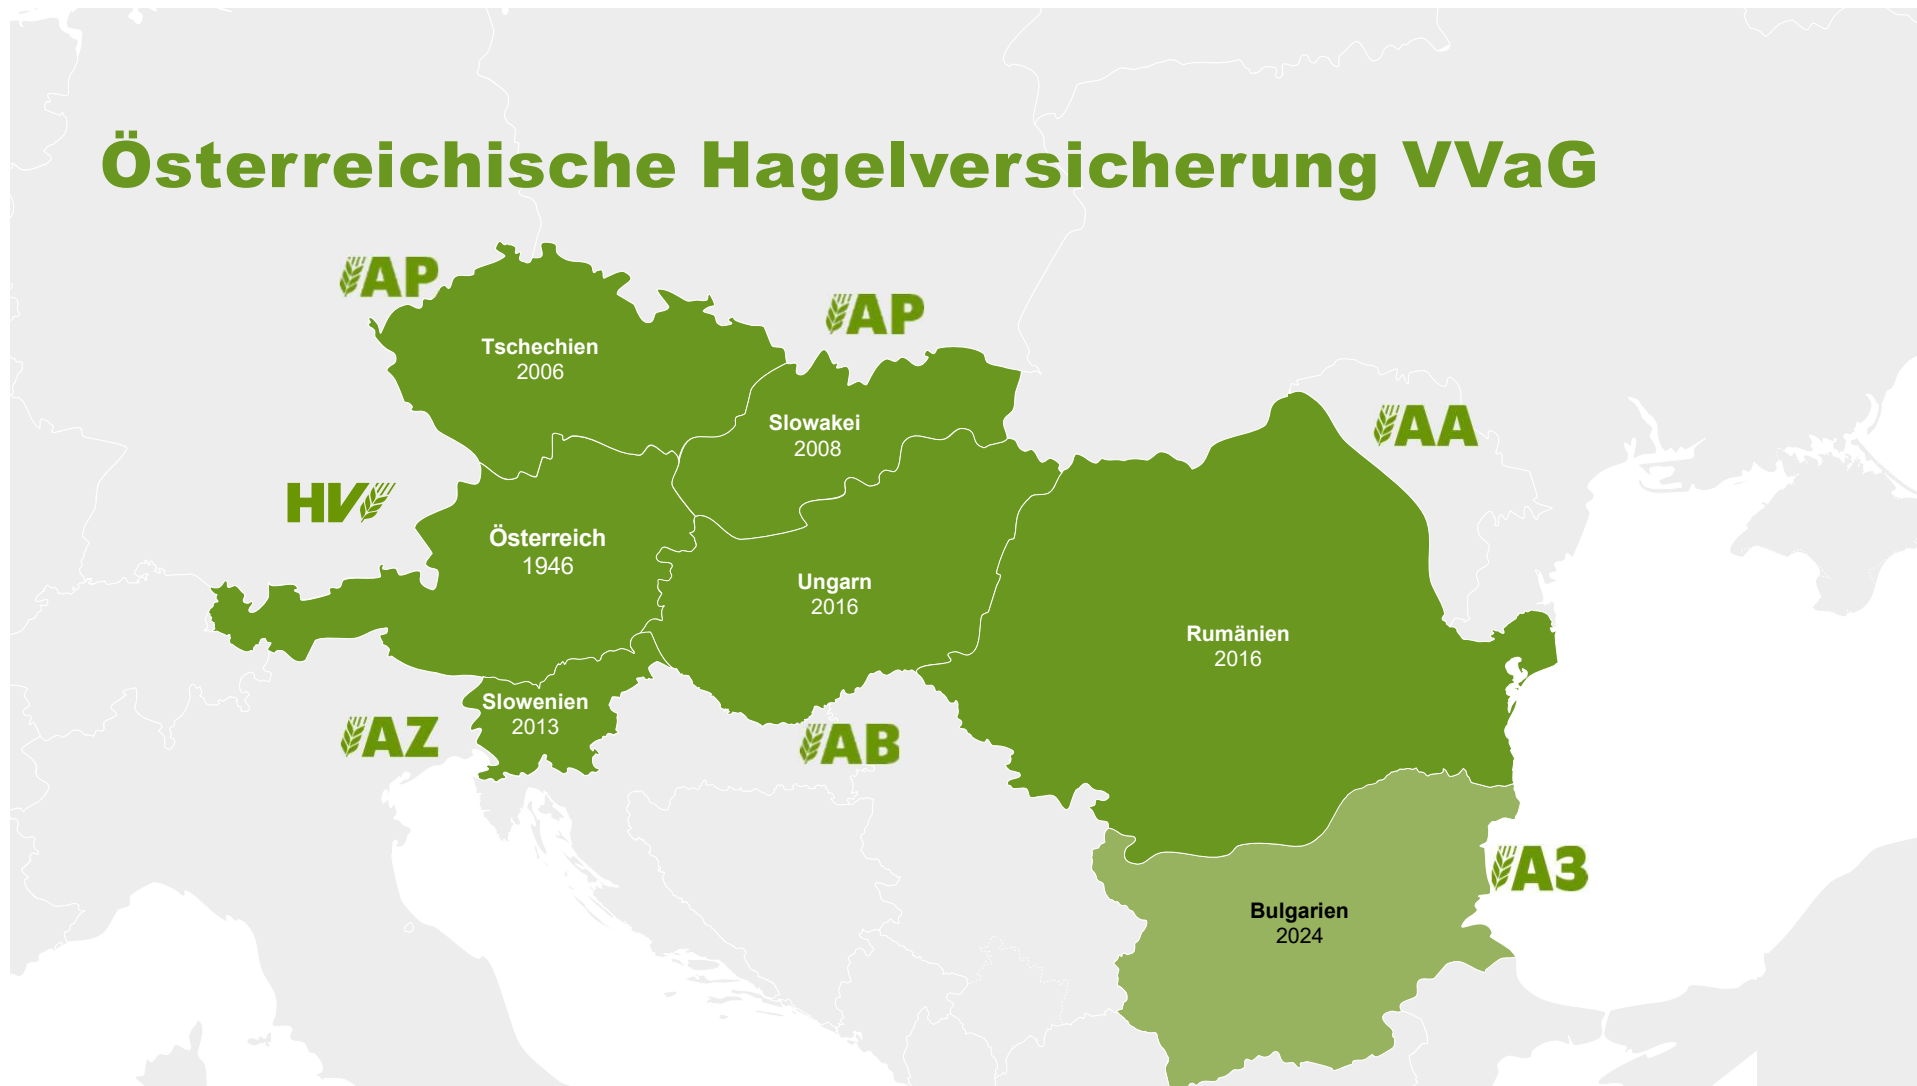 Österreichische Hagelversicherung VVaG
AP
AP
Tschechien
2006
Slowakei
2008
AA
HV
Österreich
1946
Ungarn
2016
Rumänien
2016
Slowenien
2013
AZ
AB
A3
Bulgarien
2024